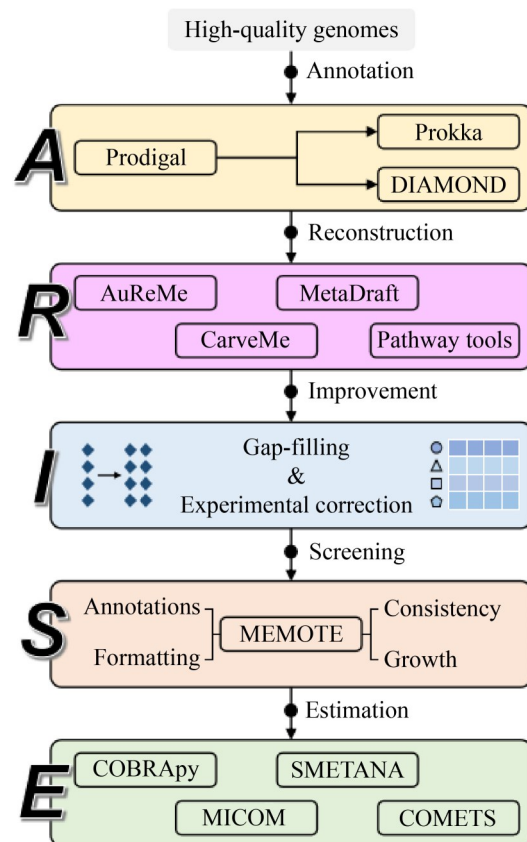 High-quality genomes
Annotation
A
Prodigal
Prokka
DIAMOND
Reconstruction
R
AuReMe
MetaDraft
CarveMe
Pathway tools
Improvement
I
Gap-filling
&
Experimental correction
Screening
S
Annotations
Formatting
MEMOTE
Consistency
Growth
Estimation
E
COBRApy
SMETANA
MICOM
COMETS